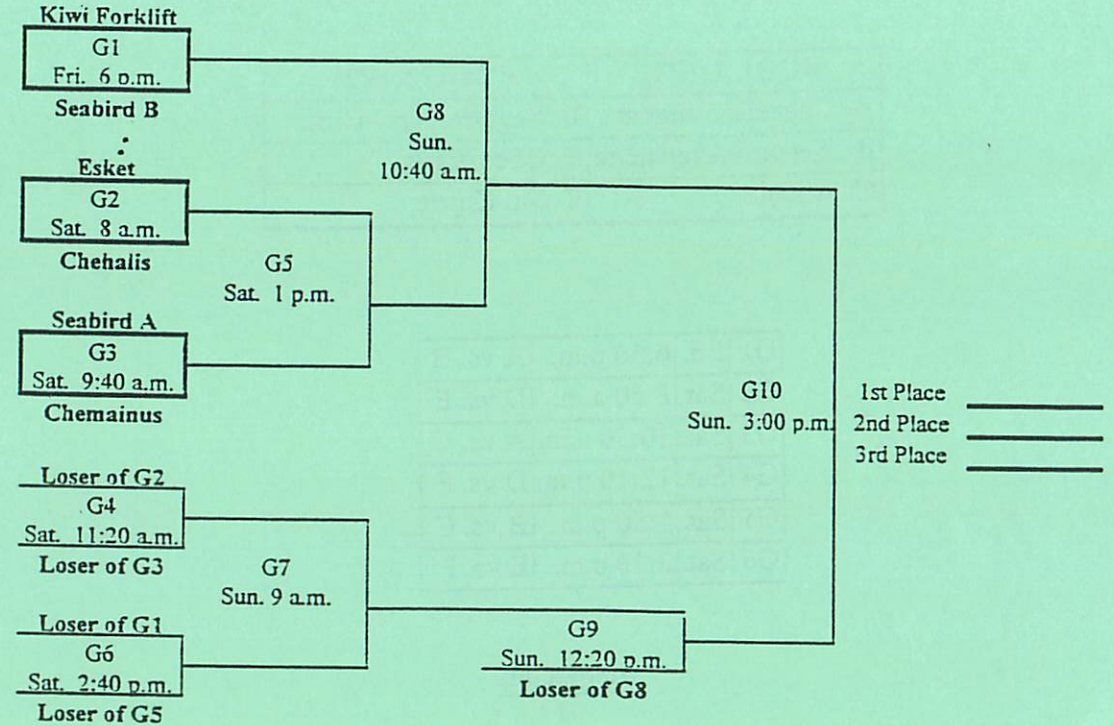 Kiwi Forklift
G1
Fri. 6 p.m.
Seabird B
Esket
G2
Sat. 8 a.m.
Chehalis
Seabird A
G3
Sat. 9:40 a.m.
Chemainus
Loser of G2
G4
Sat. 11:20 a.m.
Loser of G3
Loser of G1
G6
Sat. 2:40 p.m.
Loser of G5
G5
Sat. 1 p.m.
G7
Sun. 9 a.m.
G8
Sun.
10:40 a.m.
G9
Sun. 12:20 p.m.
Loser of G8
G10
Sun. 3:00 p.m.
1st Place
2nd Place
3rd Place